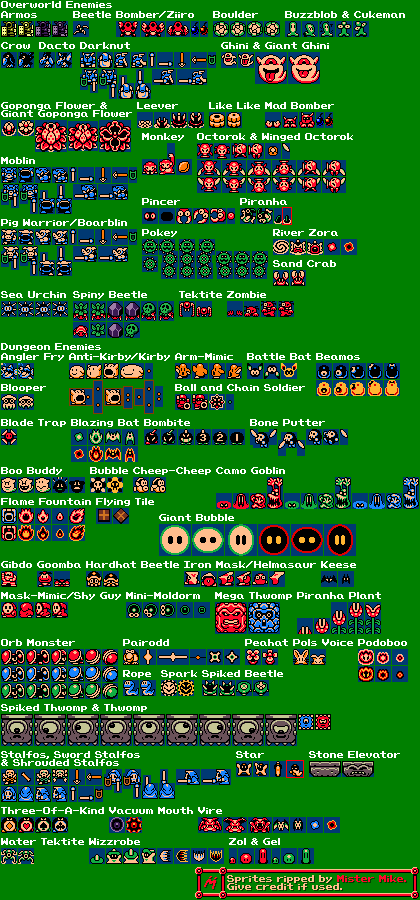 Overworld Enemies
Armos Beetle Bomber/Ziiro Boulder Buzzblob & Cukeman
Crow Dacto Darknut Ghini & Giant Ghini
Goponga Flower & Giant Goponga Flower Leever Like Like Mad Bomber
Monkey Octorok & Winged Octorok
Moblin
Pincer Piranha
Pig Warrior/Boarblin
Pokey River Zora
Sand Crab
Sea Urchin Spiny Beetle Tektite Zombie
Dungeon Enemies
Angler Fry Anti-Kirby/Kirby Arm-Mimic Battle Bat Beamos
Blooper Ball and Chain Soldier
Blade Trap Blazing Bat Bombite Bone Putter
3 2 1
Boo Buddy Bubble Cheep-Cheep Camo Goblin
Flame Fountain Flying Tile
Giant Bubble
Gibdo Goomba Hardhat Beetle Iron Mask/Helmasaur Keese
Mask-Mimic/Shy Guy Mini-Moldorm Mega Thwomp Piranha Plant
Orb Monster Pairodd Peahat Pols Voice Podoboo
Rope Spark Spiked Beetle
Spiked Thwomp & Thwomp
Stalfos, Sword Stalfos
& Shrouded Stalfos Star Stone Elevator
Three-Of-A-Kind Vacuum Mouth Vire
Water Tektite Wizzrobe Zol & Gel
Sprites ripped by Mister Mike.
Give credit if used.